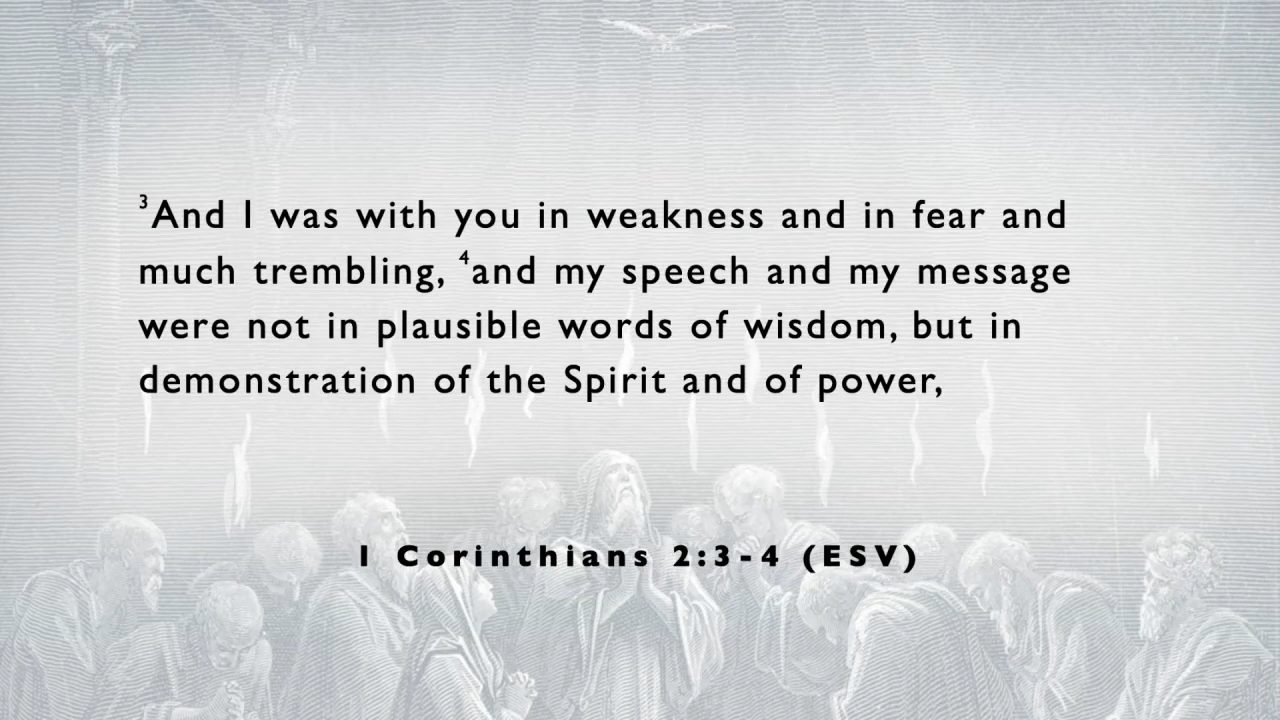 ³And I was with you in weakness and in fear and
much trembling, ⁴and my speech and my message
were not in plausible words of wisdom, but in
demonstration of the Spirit and of power,
1 Corinthians 2:3-4 (ESV)